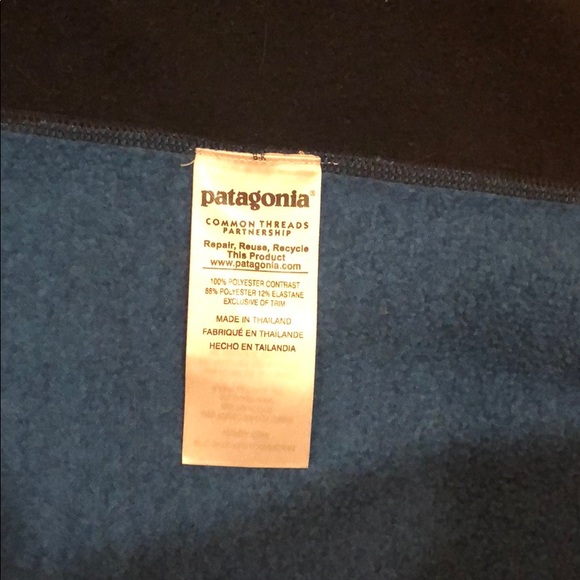 patagonia®
COMMON THREADS
PARTNERSHIP
Repair, Reuse, Recycle
This Product
www.patagonia.com
100% POLYESTER CONTRAST
88% POLYESTER 12% ELASTANE
EXCLUSIVE OF TRIM
MADE IN THAILAND
FABRIQUÉ EN THAILANDE
HECHO EN TAILANDIA